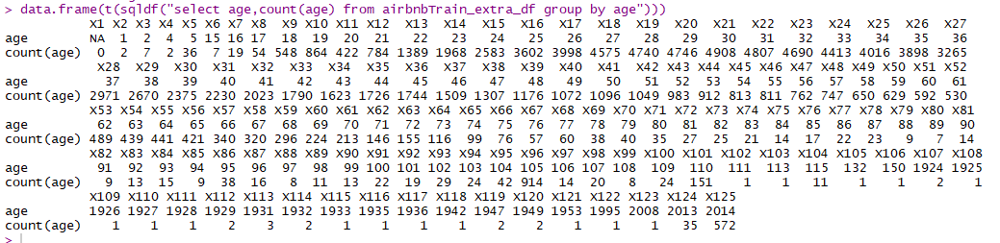 > data.frame(t(sqldf("select age,count(age) from airbnbTrain_extra_df group by age")))
X1 X2 X3 X4 X5 X6 X7 X8 X9 X10 X11 X12 X13 X14 X15 X16 X17 X18 X19 X20 X21 X22 X23 X24 X25 X26 X27
age NA 1 2 4 5 15 16 17 18 19 20 21 22 23 24 25 26 27 28 29 30 31 32 33 34 35 36
count(age) 0 2 7 2 36 7 19 54 548 864 422 784 1389 1968 2583 3602 3998 4575 4740 4746 4908 4807 4690 4413 4016 3898 3265
X28 X29 X30 X31 X32 X33 X34 X35 X36 X37 X38 X39 X40 X41 X42 X43 X44 X45 X46 X47 X48 X49 X50 X51 X52
age 37 38 39 40 41 42 43 44 45 46 47 48 49 50 51 52 53 54 55 56 57 58 59 60 61
count(age) 2971 2670 2375 2230 2023 1790 1623 1726 1744 1509 1307 1176 1072 1096 1049 983 912 813 811 762 747 650 629 592 530
X53 X54 X55 X56 X57 X58 X59 X60 X61 X62 X63 X64 X65 X66 X67 X68 X69 X70 X71 X72 X73 X74 X75 X76 X77 X78 X79 X80 X81
age 62 63 64 65 66 67 68 69 70 71 72 73 74 75 76 77 78 79 80 81 82 83 84 85 86 87 88 89 90
count(age) 489 439 441 421 340 320 296 224 213 146 155 116 99 76 57 60 38 40 35 27 25 21 14 17 22 23 9 7 14
X82 X83 X84 X85 X86 X87 X88 X89 X90 X91 X92 X93 X94 X95 X96 X97 X98 X99 X100 X101 X102 X103 X104 X105 X106 X107 X108
age 91 92 93 94 95 96 97 98 99 100 101 102 103 104 105 106 107 108 109 110 111 113 115 132 150 1924 1925
count(age) 9 13 15 9 38 16 8 11 13 22 19 29 24 42 914 14 20 8 24 151 1 1 11 1 1 2 1
X109 X110 X111 X112 X113 X114 X115 X116 X117 X118 X119 X120 X121 X122 X123 X124 X125
age 1926 1927 1928 1929 1931 1932 1933 1935 1936 1942 1947 1949 1953 1995 2008 2013 2014
count(age) 1 1 1 2 3 2 1 1 1 1 2 2 1 1 1 35 572
>